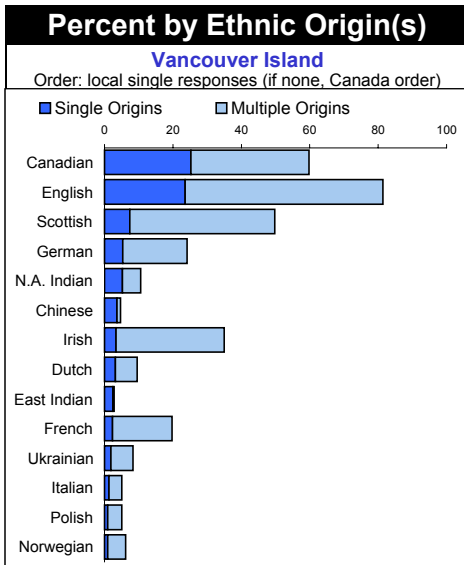 Percent by Ethnic Origin(s)
Vancouver Island
Order: local single responses (if none, Canada order)
Single Origins Multiple Origins
0 20 40 60 80 100
Canadian
English
Scottish
German
N.A. Indian
Chinese
Irish
Dutch
East Indian
French
Ukrainian
Italian
Polish
Norwegian